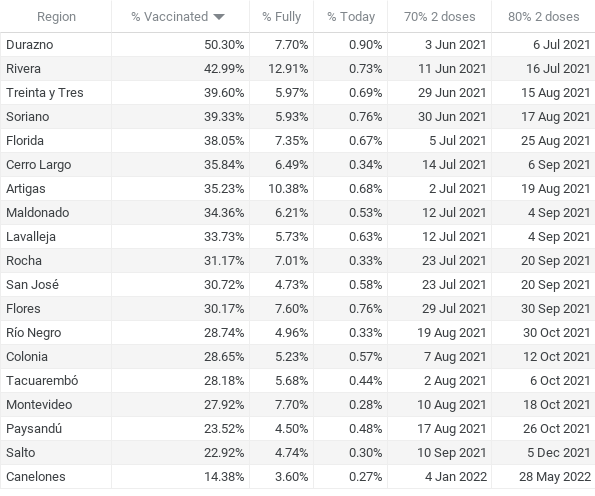 Region % Vaccinated % Fully % Today 70% 2 doses 80% 2 doses
Durazno 50.30% 7.70% 0.90% 3 Jun 2021 6 Jul 2021
Rivera 42.99% 12.91% 0.73% 11 Jun 2021 16 Jul 2021
Treinta y Tres 39.60% 5.97% 0.69% 29 Jun 2021 15 Aug 2021
Soriano 39.33% 5.93% 0.76% 30 Jun 2021 17 Aug 2021
Florida 38.05% 7.35% 0.67% 5 Jul 2021 25 Aug 2021
Cerro Largo 35.84% 6.49% 0.34% 14 Jul 2021 6 Sep 2021
Artigas 35.23% 10.38% 0.68% 2 Jul 2021 19 Aug 2021
Maldonado 34.36% 6.21% 0.53% 12 Jul 2021 4 Sep 2021
Lavalleja 33.73% 5.73% 0.63% 12 Jul 2021 4 Sep 2021
Rocha 31.17% 7.01% 0.33% 23 Jul 2021 20 Sep 2021
San José 30.72% 4.73% 0.58% 23 Jul 2021 20 Sep 2021
Flores 30.17% 7.60% 0.76% 29 Jul 2021 30 Sep 2021
Río Negro 28.74% 4.96% 0.33% 19 Aug 2021 30 Oct 2021
Colonia 28.65% 5.23% 0.57% 7 Aug 2021 12 Oct 2021
Tacuarembó 28.18% 5.68% 0.44% 2 Aug 2021 6 Oct 2021
Montevideo 27.92% 7.70% 0.28% 10 Aug 2021 18 Oct 2021
Paysandú 23.52% 4.50% 0.48% 17 Aug 2021 26 Oct 2021
Salto 22.92% 4.74% 0.30% 10 Sep 2021 5 Dec 2021
Canelones 14.38% 3.60% 0.27% 4 Jan 2022 28 May 2022